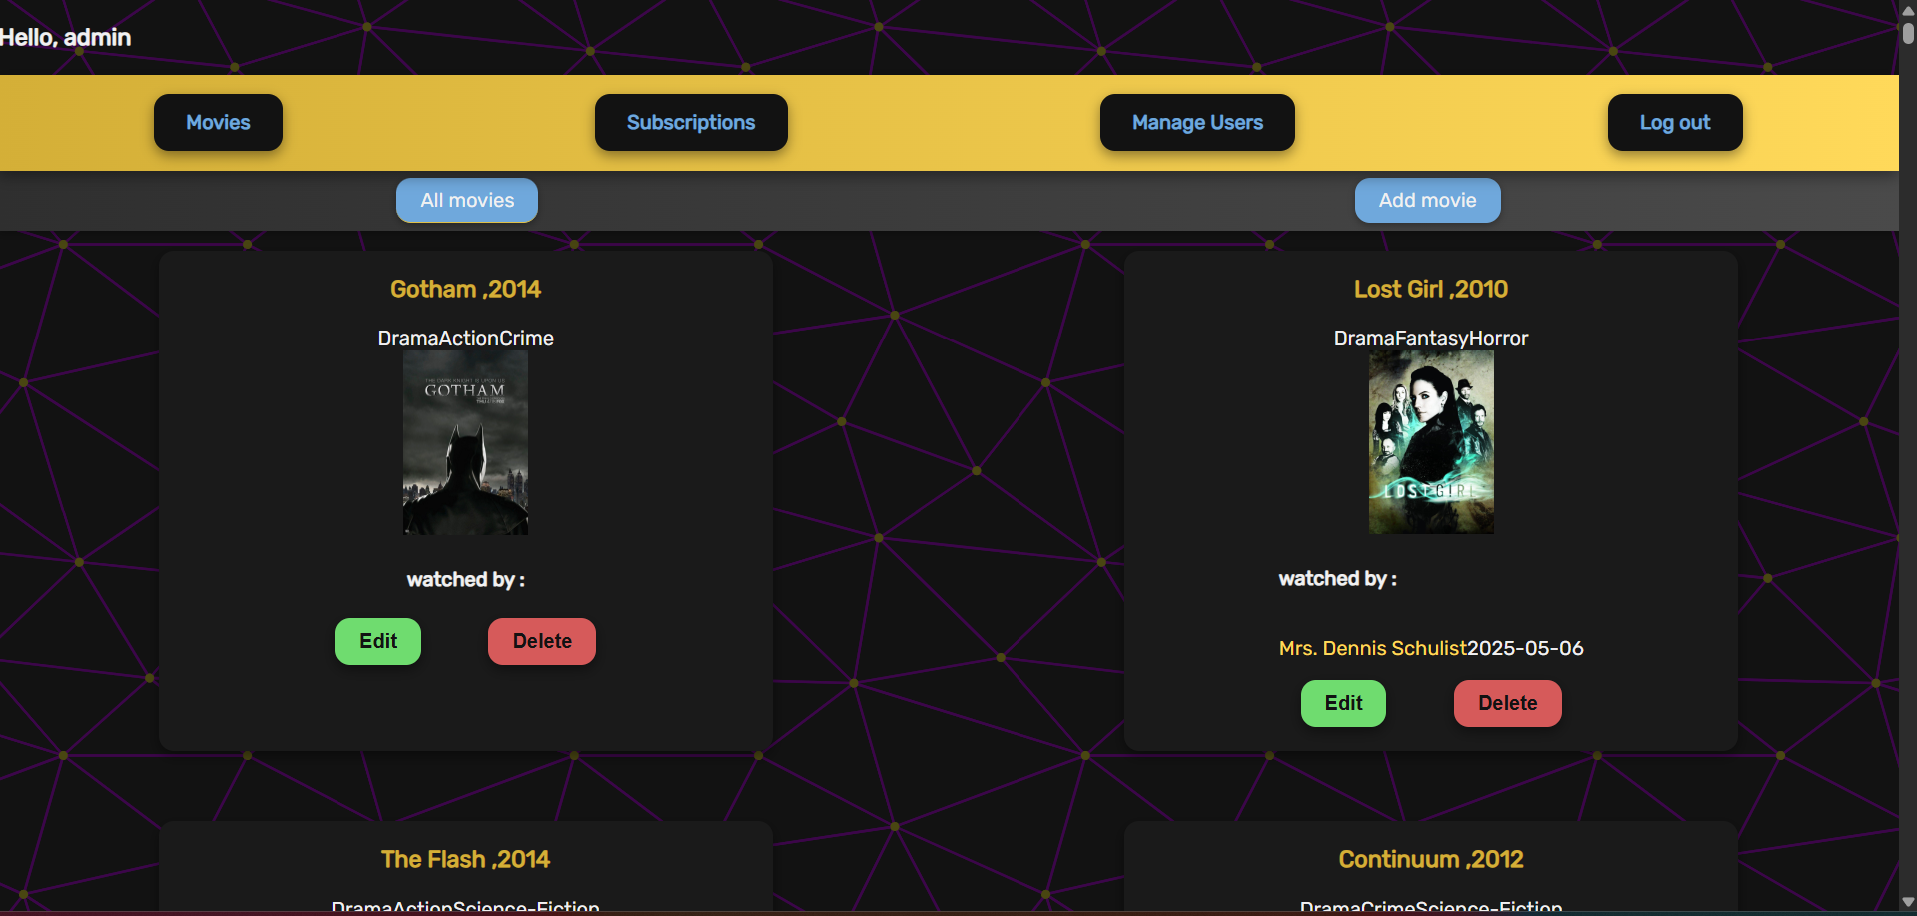 Hello, admin
Movies Subscriptions Manage Users Log out
All movies Add movie
Gotham ,2014
DramaActionCrime
GOTHAM
watched by :
Edit Delete
Lost Girl ,2010
DramaFantasyHorror
LOST GIRL
watched by :
Mrs. Dennis Schulist2025-05-06
Edit Delete
The Flash ,2014
DramaActionScience-Fiction
Continuum ,2012
DramaCrimeScience-Fiction